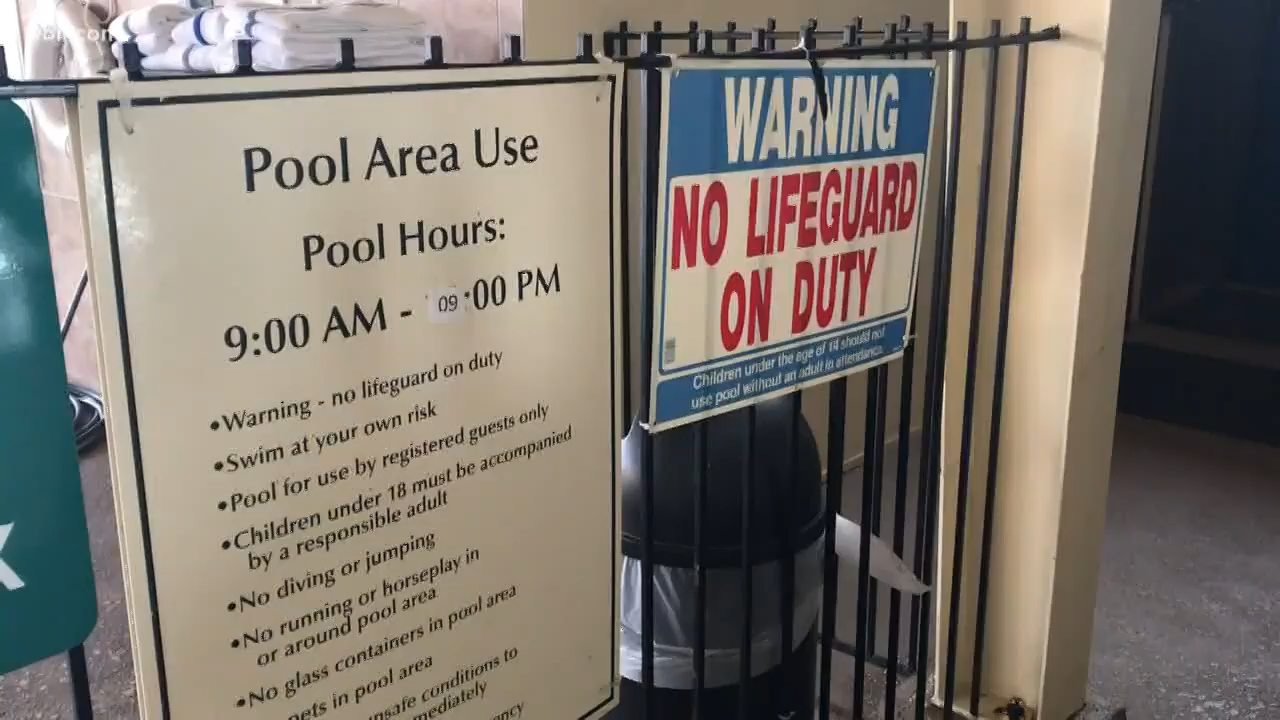 Pool Area Use
Pool Hours:
9:00 AM - 09:00 PM
•Warning - no lifeguard on duty
•Swim at your own risk
•Pool for use by registered guests only
•Children under 18 must be accompanied
by a responsible adult
•No diving or jumping
•No running or horseplay in
or around pool area
•No glass containers in pool area
pets in pool area
unsafe conditions to
WARNING
NO LIFEGUARD
ON DUTY
Children under the age of 14 should not
use pool without an adult in attendance.